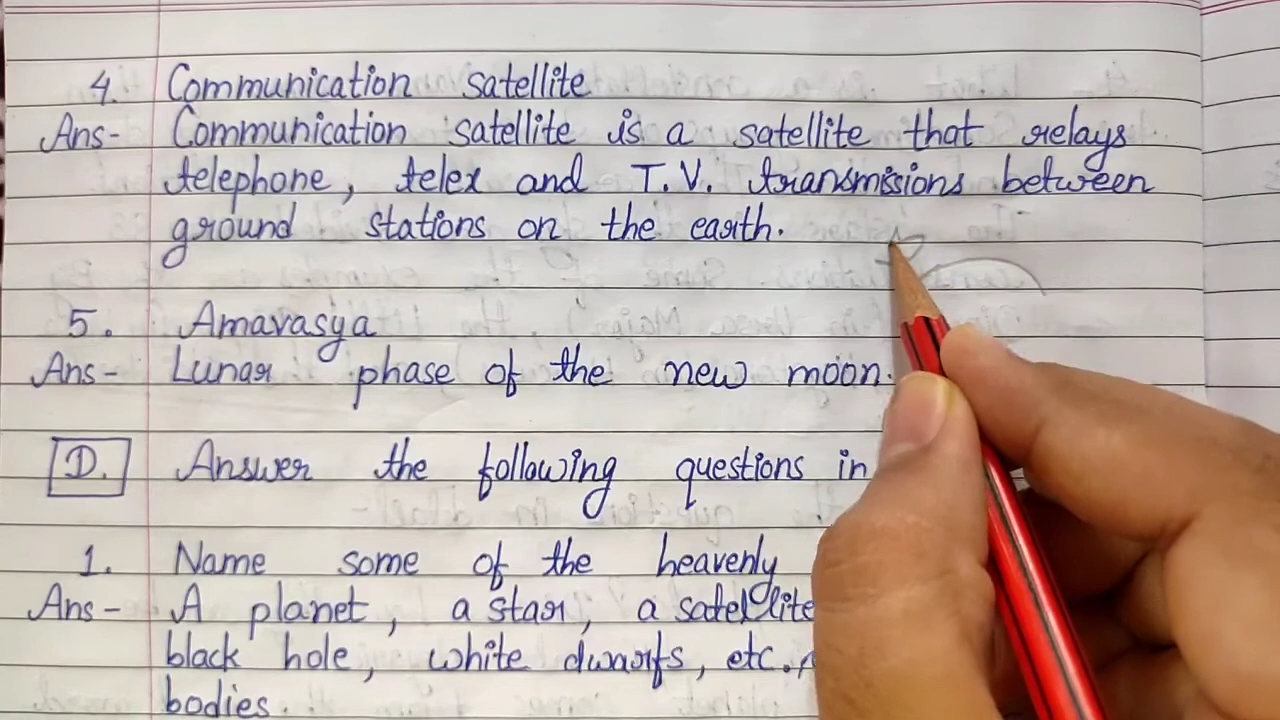 4. Communication satellite
Ans- Communication satellite is a satellite that relays
telephone, telex and T.V. transmissions between
ground stations on the earth.
5. Amavasya
Ans- Lunar phase of the new moon.
D. Answer the following questions in
1. Name some of the heavenly
Ans- A planet, a star, a satellite
black hole, white dwarfs, etc.
bodies.